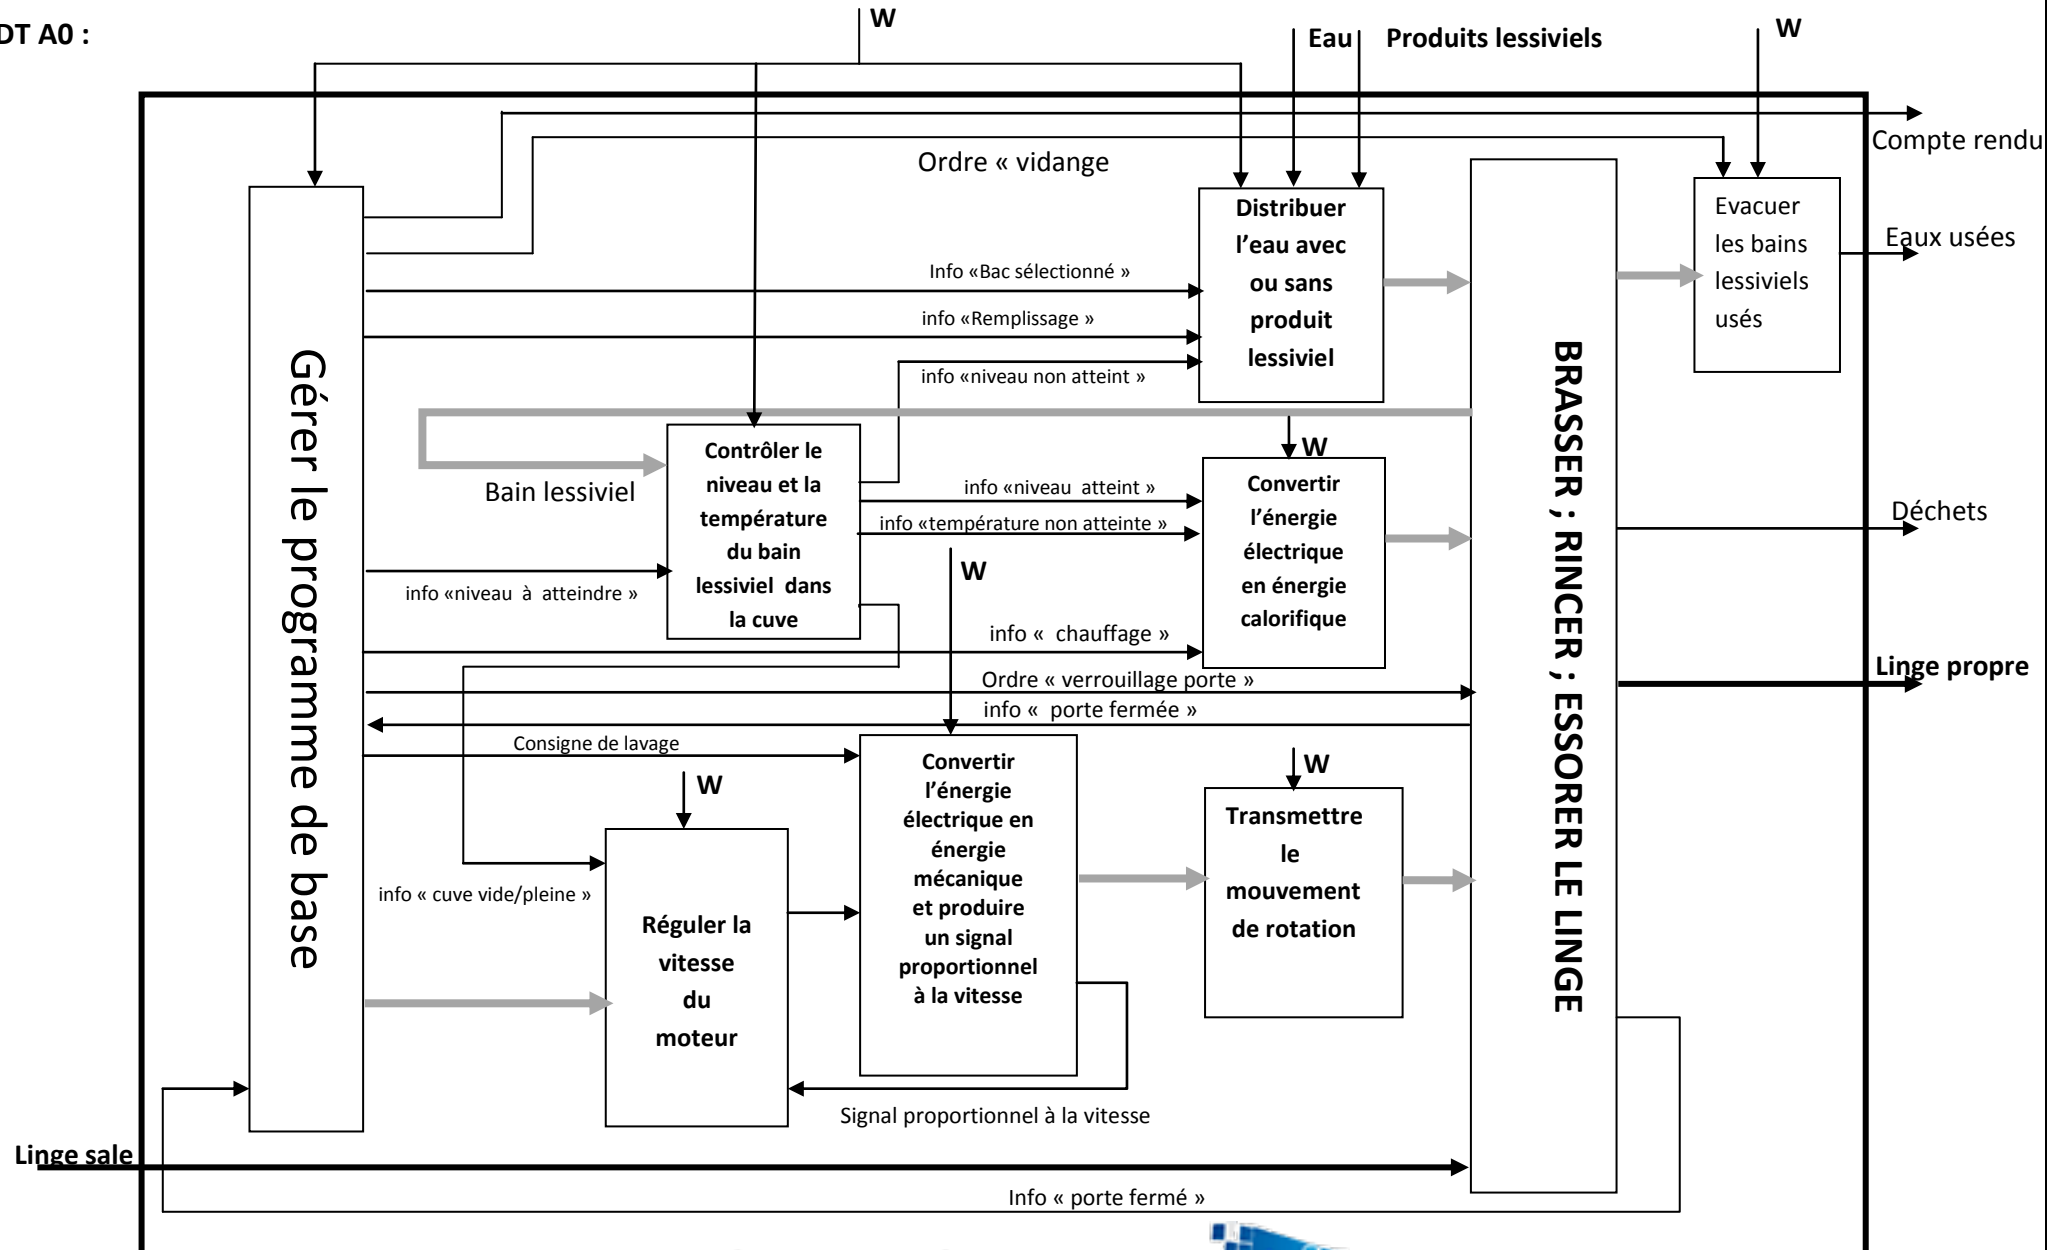 DT A0 :
W
Eau
Produits lessiviels
W
Compte rendu
Ordre « vidange
Distribuer
l’eau avec
ou sans
produit
lessiviel
Evacuer
les bains
lessiviels
usés
Eaux usées
Info «Bac sélectionné »
info «Remplissage »
info «niveau non atteint »
Gérer le programme de base
BRASSER ; RINCER ; ESSORER LE LINGE
Contrôler le
niveau et la
température
du bain
lessiviel dans
la cuve
Bain lessiviel
W
info «niveau atteint »
info «température non atteinte »
Convertir
l’énergie
électrique
en énergie
calorifique
Déchets
W
info «niveau à atteindre »
info « chauffage »
Ordre « verrouillage porte »
info « porte fermée »
Linge propre
Consigne de lavage
W
Convertir
l’énergie
électrique en
énergie
mécanique
et produire
un signal
proportionnel
à la vitesse
W
Transmettre
le
mouvement
de rotation
info « cuve vide/pleine »
Réguler la
vitesse
du
moteur
Signal proportionnel à la vitesse
Linge sale
Info « porte fermé »